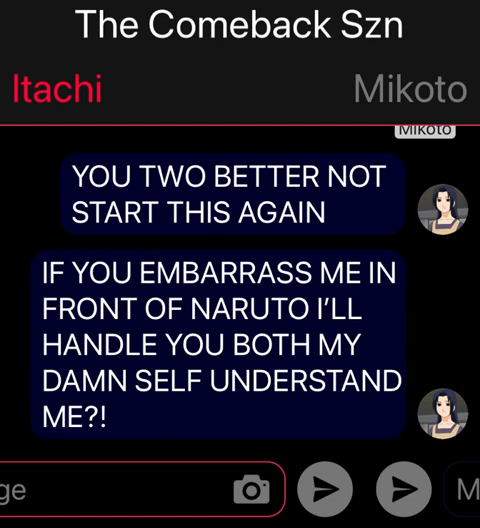 The Comeback Szn
Itachi
Mikoto
Mikoto
YOU TWO BETTER NOT
START THIS AGAIN
IF YOU EMBARRASS ME IN
FRONT OF NARUTO I’LL
HANDLE YOU BOTH MY
DAMN SELF UNDERSTAND
ME?!
ge
M